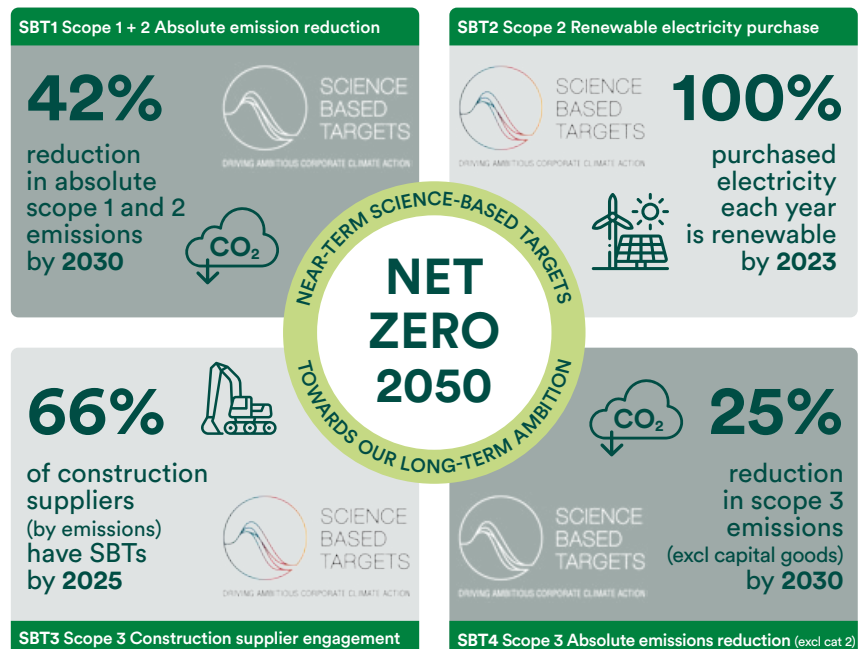 SBT1 Scope 1 + 2 Absolute emission reduction
42%
reduction
in absolute
scope 1 and 2
emissions
by 2030
SCIENCE
BASED
TARGETS
DRIVING AMBITIOUS CORPORATE CLIMATE ACTION
CO₂
SBT2 Scope 2 Renewable electricity purchase
SCIENCE
BASED
TARGETS
DRIVING AMBITIOUS CORPORATE CLIMATE ACTION
100%
purchased
electricity
each year
is renewable
by 2023
NEAR-TERM SCIENCE-BASED TARGETS
NET
ZERO
2050
TOWARDS OUR LONG-TERM AMBITION
66%
of construction
suppliers
(by emissions)
have SBTs
by 2025
SCIENCE
BASED
TARGETS
DRIVING AMBITIOUS CORPORATE CLIMATE ACTION
SBT3 Scope 3 Construction supplier engagement
CO₂
25%
reduction
in scope 3
emissions
(excl capital goods)
by 2030
SCIENCE
BASED
TARGETS
DRIVING AMBITIOUS CORPORATE CLIMATE ACTION
SBT4 Scope 3 Absolute emissions reduction (excl cat 2)